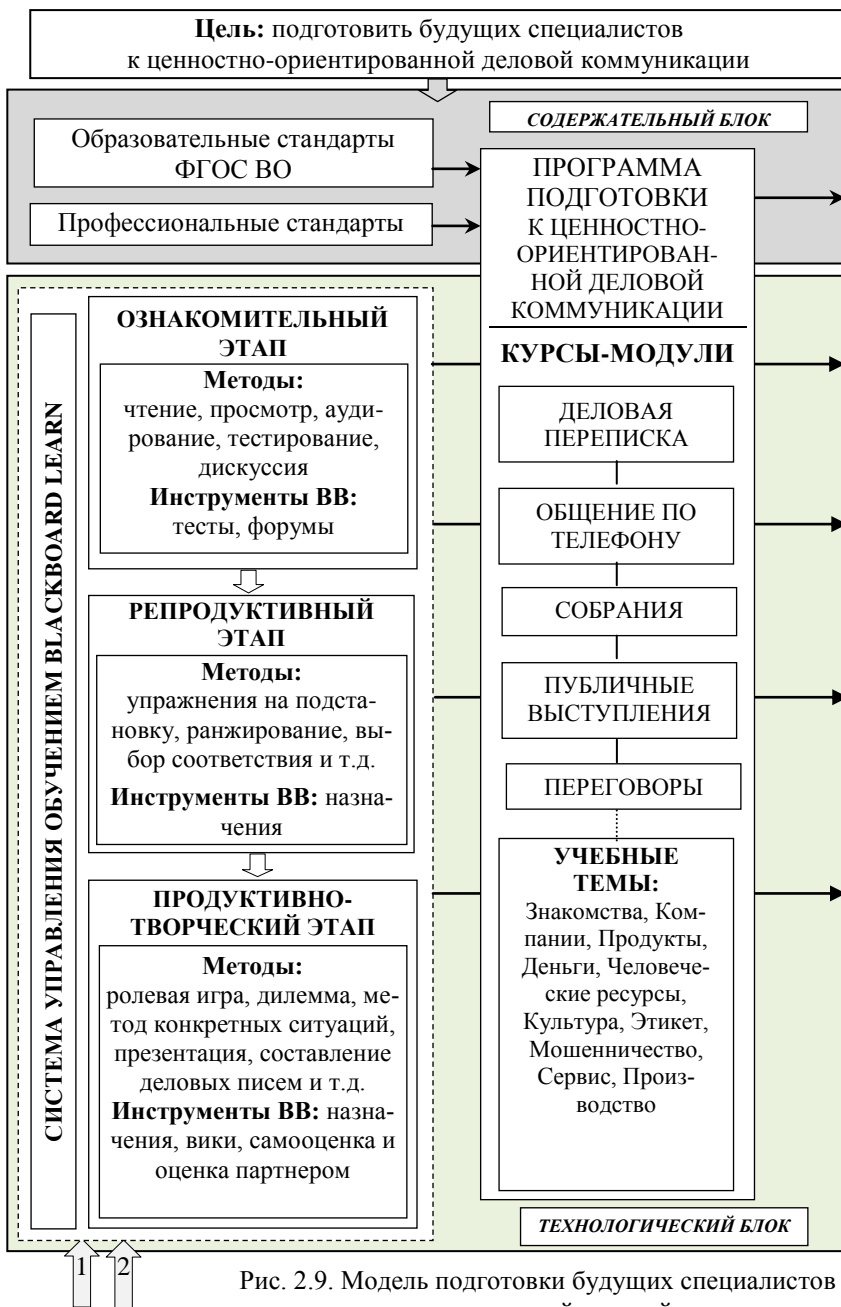 Цель: подготовить будущих специалистов
к ценностно-ориентированной деловой коммуникации
СОДЕРЖАТЕЛЬНЫЙ БЛОК
Образовательные стандарты
ФГОС ВО
Профессиональные стандарты
ПРОГРАММА
ПОДГОТОВКИ
К ЦЕННОСТНО-
ОРИЕНТИРОВАН-
НОЙ ДЕЛОВОЙ
КОММУНИКАЦИИ
СИСТЕМА УПРАВЛЕНИЯ ОБУЧЕНИЕМ BLACKBOARD LEARN
ОЗНАКОМИТЕЛЬНЫЙ
ЭТАП
Методы:
чтение, просмотр, ауди-
рование, тестирование,
дискуссия
Инструменты BB:
тесты, форумы
РЕПРОДУКТИВНЫЙ
ЭТАП
Методы:
упражнения на подста-
новку, ранжирование, вы-
бор соответствия и т.д.
Инструменты BB: назна-
чения
ПРОДУКТИВНО-
ТВОРЧЕСКИЙ ЭТАП
Методы:
ролевая игра, дилемма, ме-
тод конкретных ситуаций,
презентация, составление
деловых писем и т.д.
Инструменты BB: назна-
чения, вики, самооценка и
оценка партнером
КУРСЫ-МОДУЛИ
ДЕЛОВАЯ
ПЕРЕПИСКА
ОБЩЕНИЕ ПО
ТЕЛЕФОНУ
СОБРАНИЯ
ПУБЛИЧНЫЕ
ВЫСТУПЛЕНИЯ
ПЕРЕГОВОРЫ
УЧЕБНЫЕ
ТЕМЫ:
Знакомства, Ком-
пании, Продукты,
Деньги, Человече-
ские ресурсы,
Культура, Этикет,
Мошенничество,
Сервис, Произ-
водство
ТЕХНОЛОГИЧЕСКИЙ БЛОК
1 2
Рис. 2.9. Модель подготовки будущих специалистов